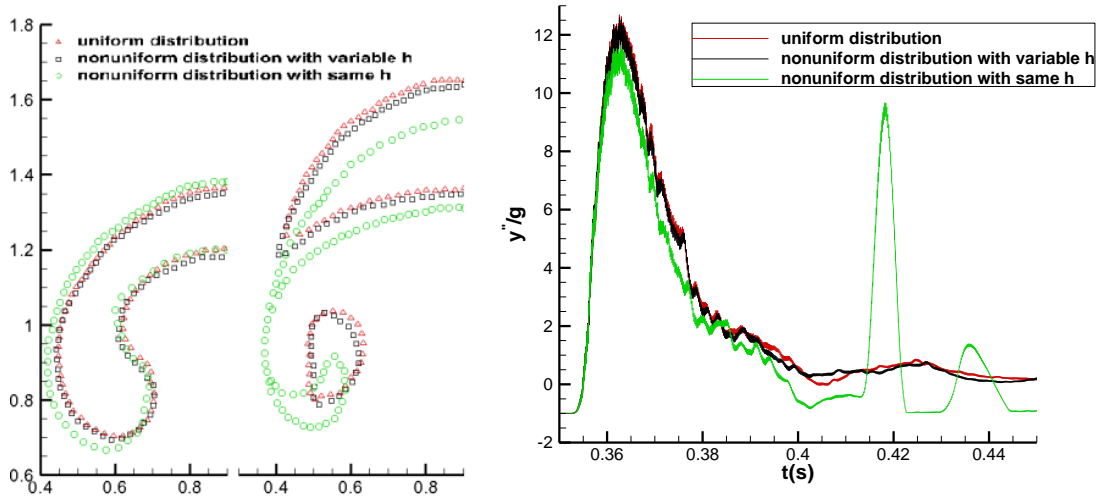 1.8
uniform distribution
nonuniform distribution with variable h
nonuniform distribution with same h
1.6
1.4
1.2
1
0.8
0.6
0.4 0.6 0.8 0.4 0.6 0.8
12
10
8
6
4
2
0
-2
y''/g
uniform distribution
nonuniform distribution with variable h
nonuniform distribution with same h
0.36 0.38 0.4 0.42 0.44
t(s)